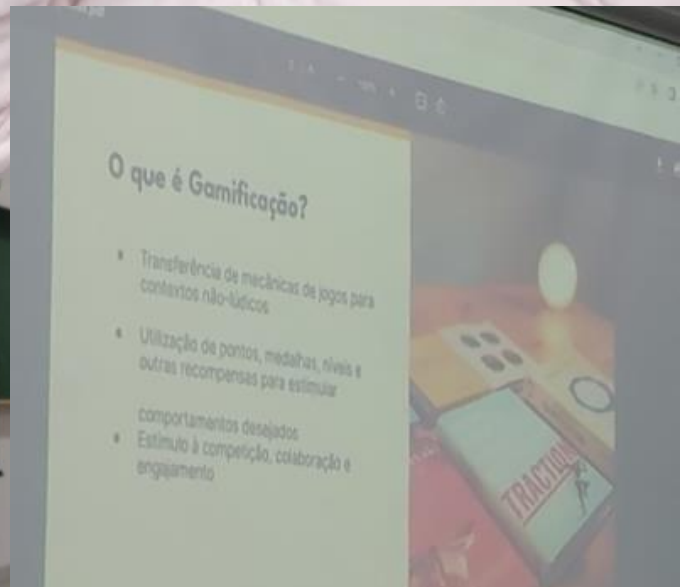 O que é Gamificação?
Transferência de mecânicas de jogos para
contextos não-lúdicos
Utilização de pontos, medalhas, níveis e
outras recompensas para estimular
comportamentos desejados
Estímulo à competição, colaboração e
engajamento
TRACTION